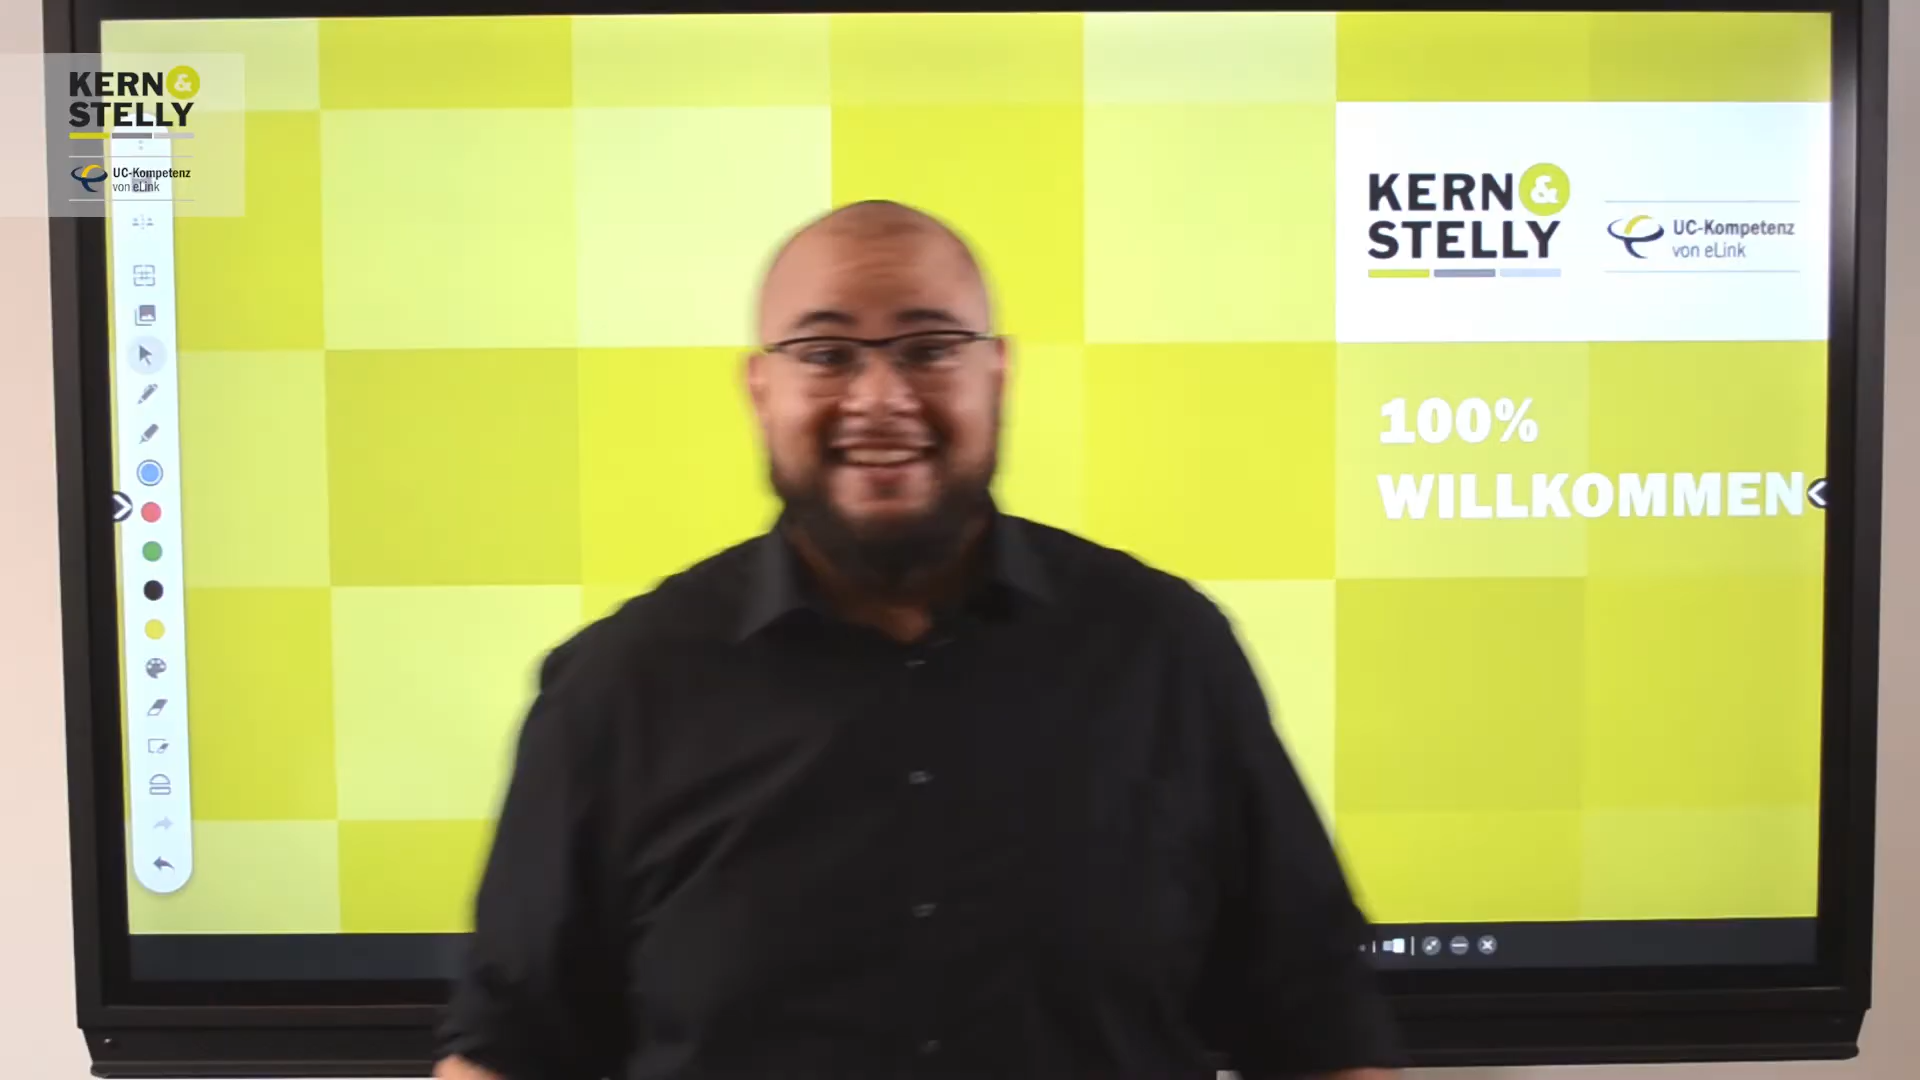 KERN &
STELLY
UC-Kompetenz
von eLink
KERN &
STELLY
UC-Kompetenz
von eLink
100%
WILLKOMMEN